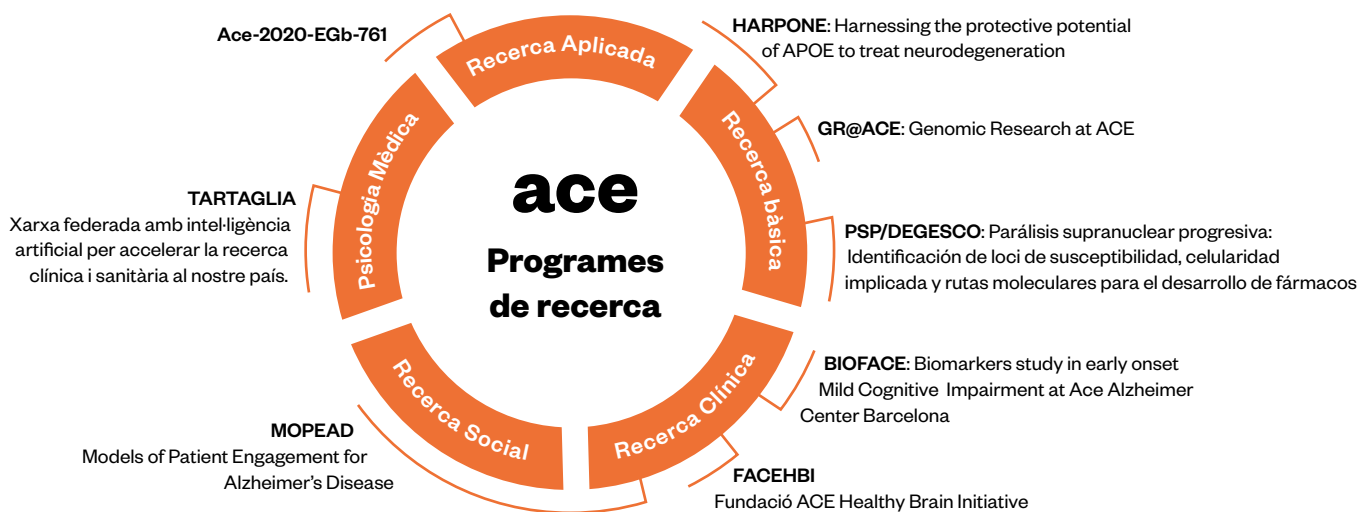 Ace-2020-EGb-761
Recerca Aplicada
HARPONE: Harnessing the protective potential
of APOE to treat neurodegeneration
Recerca bàsica
GR@ACE: Genomic Research at ACE
PSP/DEGESCO: Parálisis supranuclear progresiva:
Identificación de loci de susceptibilidad, celularidad
implicada y rutas moleculares para el desarrollo de fármacos
Psicologia Mèdica
TARTAGLIA
Xarxa federada amb intel·ligència
artificial per accelerar la recerca
clínica i sanitària al nostre país.
ace
Programes
de recerca
Recerca Clínica
BIOFACE: Biomarkers study in early onset
Mild Cognitive Impairment at Ace Alzheimer
Center Barcelona
FACEHBI
Fundació ACE Healthy Brain Initiative
Recerca Social
MOPEAD
Models of Patient Engagement for
Alzheimer's Disease